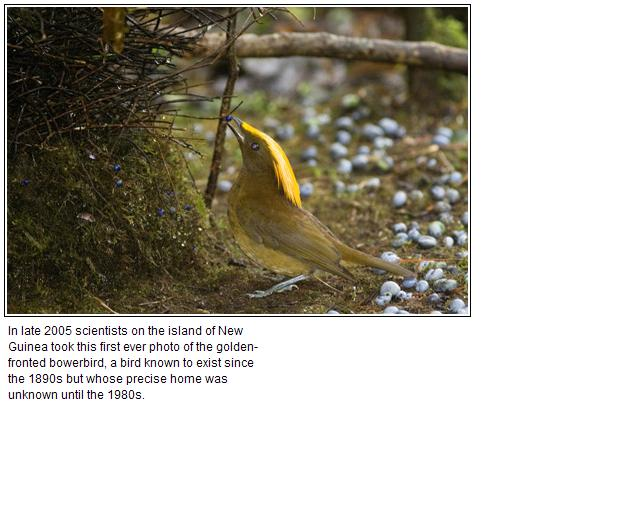 In late 2005 scientists on the island of New
Guinea took this first ever photo of the golden-
fronted bowerbird, a bird known to exist since
the 1890s but whose precise home was
unknown until the 1980s.